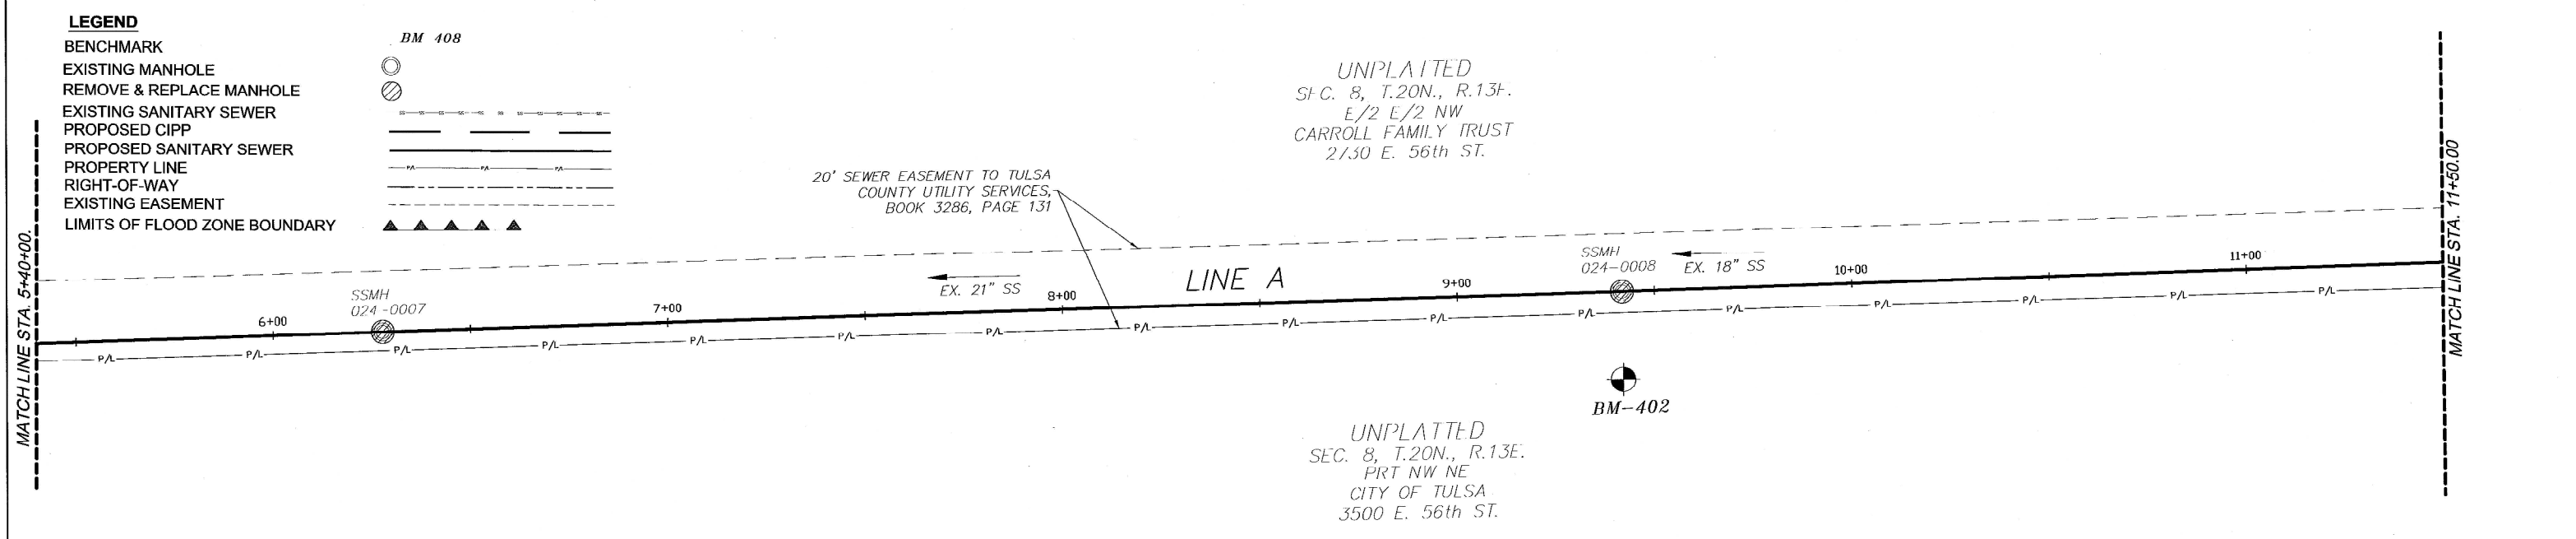 LEGEND
BENCHMARK
BM 408
EXISTING MANHOLE
REMOVE & REPLACE MANHOLE
EXISTING SANITARY SEWER
PROPOSED CIPP
PROPOSED SANITARY SEWER
PROPERTY LINE
RIGHT-OF-WAY
EXISTING EASEMENT
LIMITS OF FLOOD ZONE BOUNDARY
MATCH LINE STA. 5+40+00.
UNPLATTED
SEC. 8, T.20N., R.13E.
E/2 E/2 NW
CARROLL FAMILY TRUST
2730 E. 56th ST.
20' SEWER EASEMENT TO TULSA
COUNTY UTILITY SERVICES,
BOOK 3286, PAGE 131
SSMH
024-0007
6+00
7+00
EX. 21" SS
8+00
LINE A
9+00
SSMH
024-0008
EX. 18" SS
10+00
11+00
P/L P/L P/L P/L P/L P/L P/L P/L P/L P/L P/L P/L P/L P/L P/L P/L
BM-402
UNPLATTED
SEC. 8, T.20N., R.13E.
PRT NW NE
CITY OF TULSA
3500 E. 56th ST.
MATCH LINE STA. 11+50.00